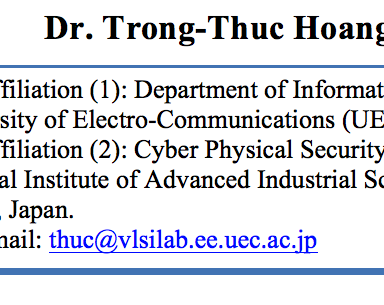 Dr. Trong-Thuc Hoang
ffiliation (1): Department of Informat
sity of Electro-Communications (UE
ffiliation (2): Cyber Physical Security
al Institute of Advanced Industrial Sc
, Japan.
nail: thuc@vlsilab.ee.uec.ac.jp